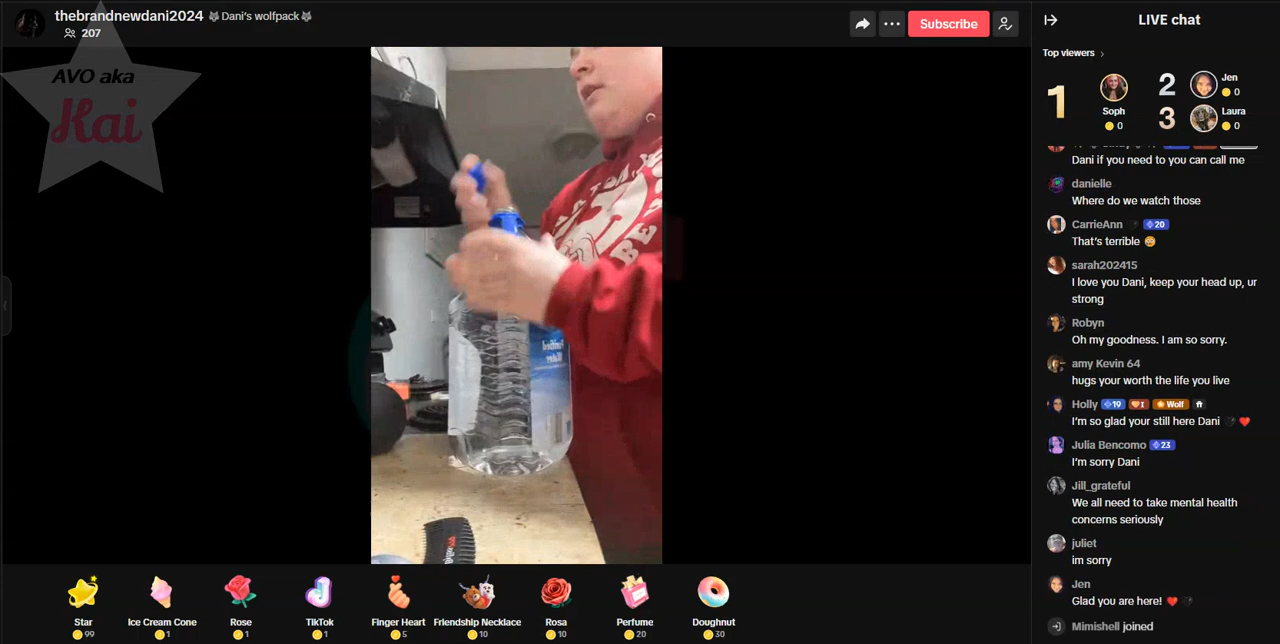 thebrandnewdani2024 🐺Dani's wolfpack🐺
207
Subscribe
AVO aka
Kai
Purified
Water
Star
99
Ice Cream Cone
1
Rose
1
TikTok
1
Finger Heart
5
Friendship Necklace
10
Rosa
10
Perfume
20
Doughnut
30
LIVE chat
Top viewers >
1
Soph
0
2
Jen
0
3
Laura
0
Dani if you need to you can call me
danielle
Where do we watch those
CarrieAnn 20
That's terrible 😳
sarah202415
I love you Dani, keep your head up, ur
strong
Robyn
Oh my goodness. I am so sorry.
amy Kevin 64
hugs your worth the life you live
Holly 19 I Wolf
I'm so glad your still here Dani 🖤 ❤️
Julia Bencomo 23
I'm sorry Dani
Jill_grateful
We all need to take mental health
concerns seriously
juliet
im sorry
Jen
Glad you are here! ❤️ 🖤
Mimishell joined